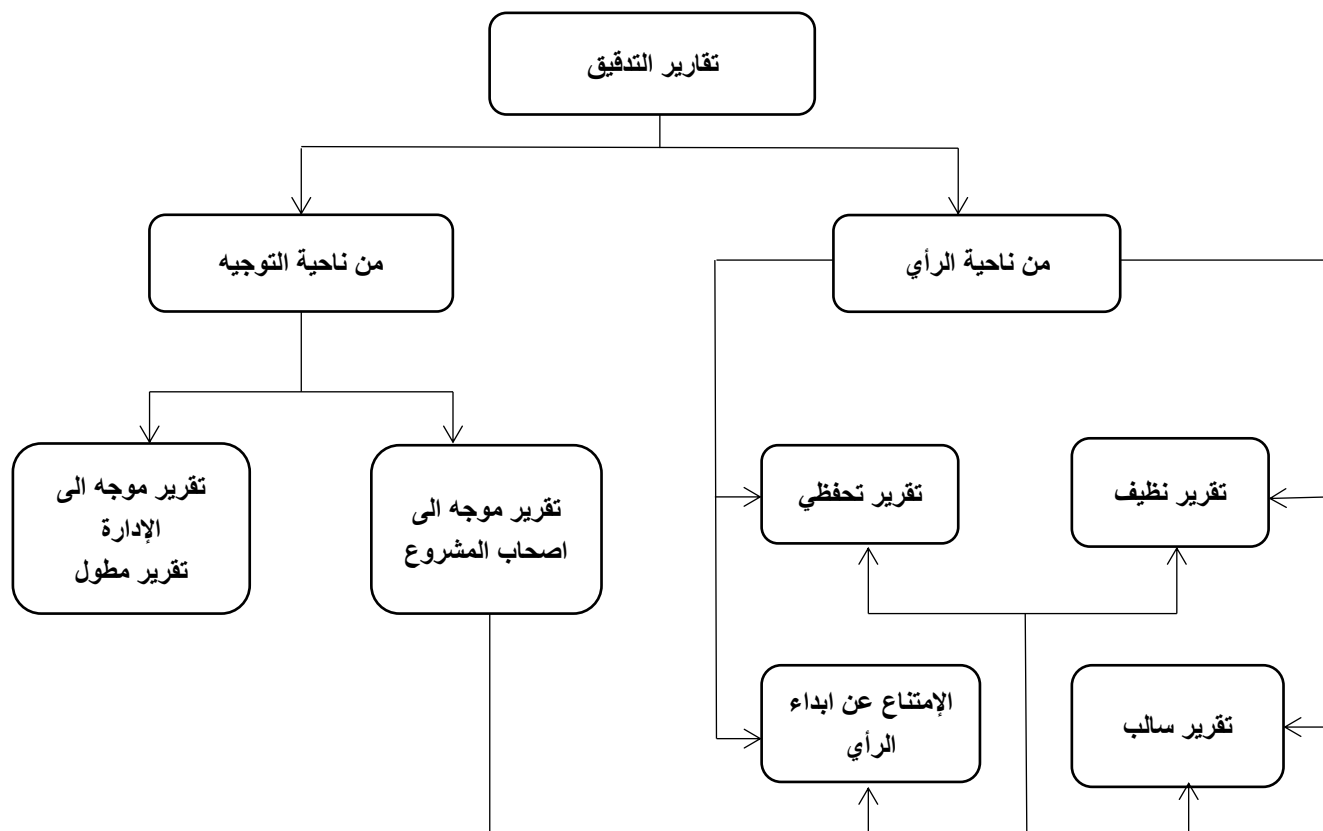 تقارير التدقيق
من ناحية الرأي
من ناحية التوجيه
تقرير نظيف
تقرير تحفظي
تقرير موجه الى
اصحاب المشروع
تقرير موجه الى
الإدارة
تقرير مطول
تقرير سالب
الإمتناع عن ابداء
الرأي